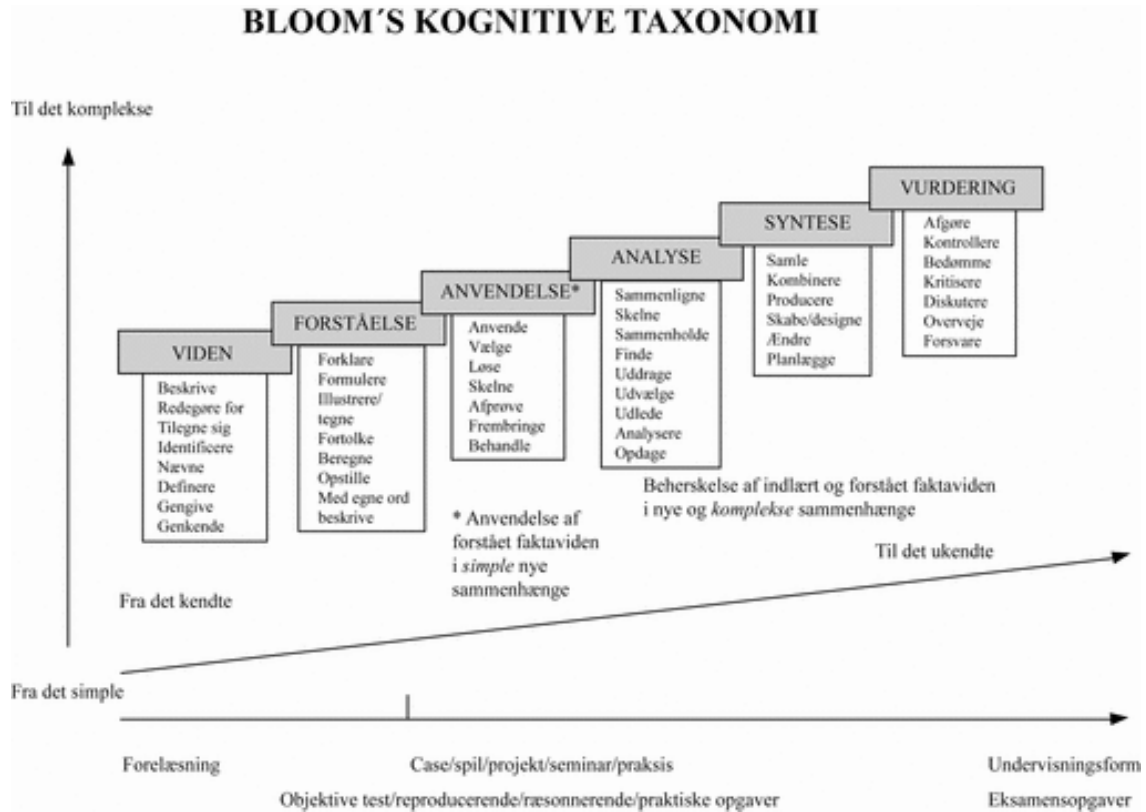 BLOOM´S KOGNITIVE TAXONOMI
Til det komplekse
VURDERING
Afgøre
Kontrollere
Bedømme
Kritisere
Diskutere
Overveje
Forsvare
SYNTESE
Samle
Kombinere
Producere
Skabe/designe
Ændre
Planlægge
ANALYSE
Sammenligne
Skelne
Sammenholde
Finde
Uddrage
Udvælge
Udlede
Analysere
Opdage
ANVENDELSE*
Anvende
Vælge
Løse
Skelne
Afprøve
Frembringe
Behandle
FORSTÅELSE
Forklare
Formulere
Illustrere/
tegne
Fortolke
Beregne
Opstille
Med egne ord
beskrive
VIDEN
Beskrive
Redegøre for
Tilegne sig
Identificere
Nævne
Definere
Gengive
Genkende
Beherskelse af indlært og forstået faktaviden
i nye og komplekse sammenhænge
* Anvendelse af
forstået faktaviden
i simple nye
sammenhænge
Til det ukendte
Fra det kendte
Fra det simple
Forelæsning
Case/spil/projekt/seminar/praksis
Undervisningsform
Objektive test/reproducerende/ræsonnerende/praktiske opgaver
Eksamensopgaver